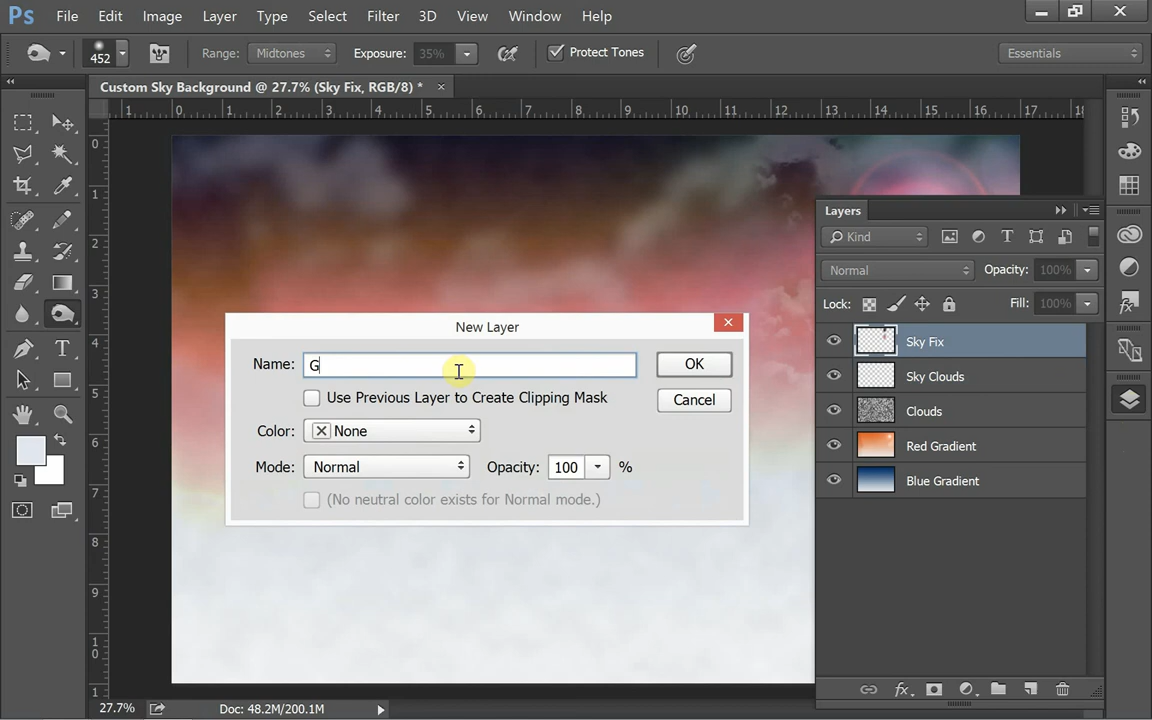 Ps File Edit Image Layer Type Select Filter 3D View Window Help
452 Range: Midtones Exposure: 35% Protect Tones Essentials
Custom Sky Background @ 27.7% (Sky Fix, RGB/8) * ×
1 0 1 2 3 4 5 6 7 8 9 10 11 12 13 14 15 16 17 18
0
1
2
3
4
5
6
7
8
9
1
0
1
Layers
Kind
Normal Opacity: 100%
Lock: Fill: 100%
Sky Fix
Sky Clouds
Clouds
Red Gradient
Blue Gradient
New Layer
Name: G OK
Use Previous Layer to Create Clipping Mask Cancel
Color: None
Mode: Normal Opacity: 100 %
(No neutral color exists for Normal mode.)
27.7% Doc: 48.2M/200.1M